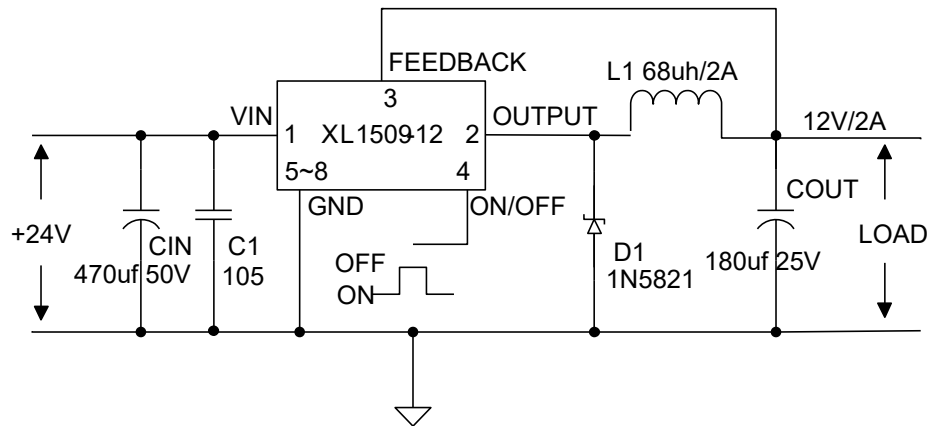 FEEDBACK
L1 68uh/2A
3
VIN
OUTPUT
12V/2A
1
XL1509-12
2
5~8
4
GND
ON/OFF
COUT
+24V
CIN
C1
LOAD
470uf 50V
105
OFF
D1
180uf 25V
ON
1N5821